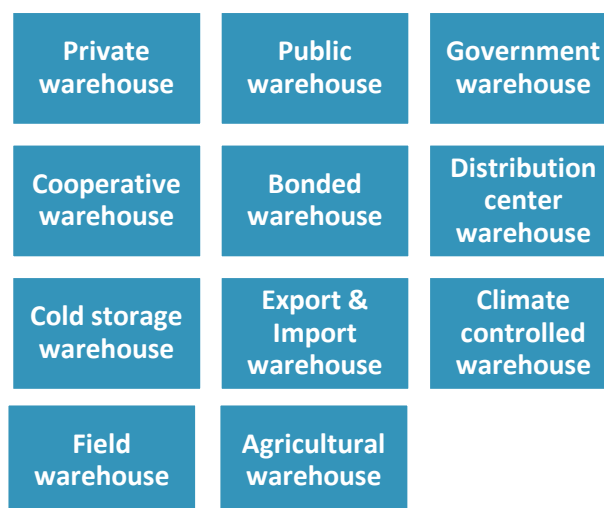 Private
warehouse
Public
warehouse
Government
warehouse
Cooperative
warehouse
Bonded
warehouse
Distribution
center
warehouse
Cold storage
warehouse
Export &
Import
warehouse
Climate
controlled
warehouse
Field
warehouse
Agricultural
warehouse